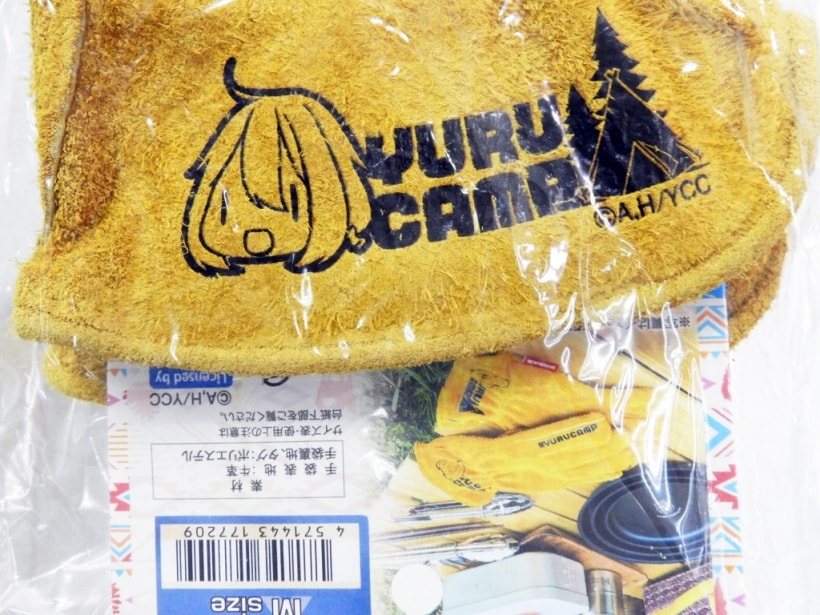 YURU
CAMP
©A.H/YCC
M size
4 571443 177209
素材
手袋表地:牛革
手袋裏地、タグ:ポリエステル
サイズ表・使用上の注意は
台紙下部をご覧ください。
©A,H/YCC
Licensed by
YURUCAMP